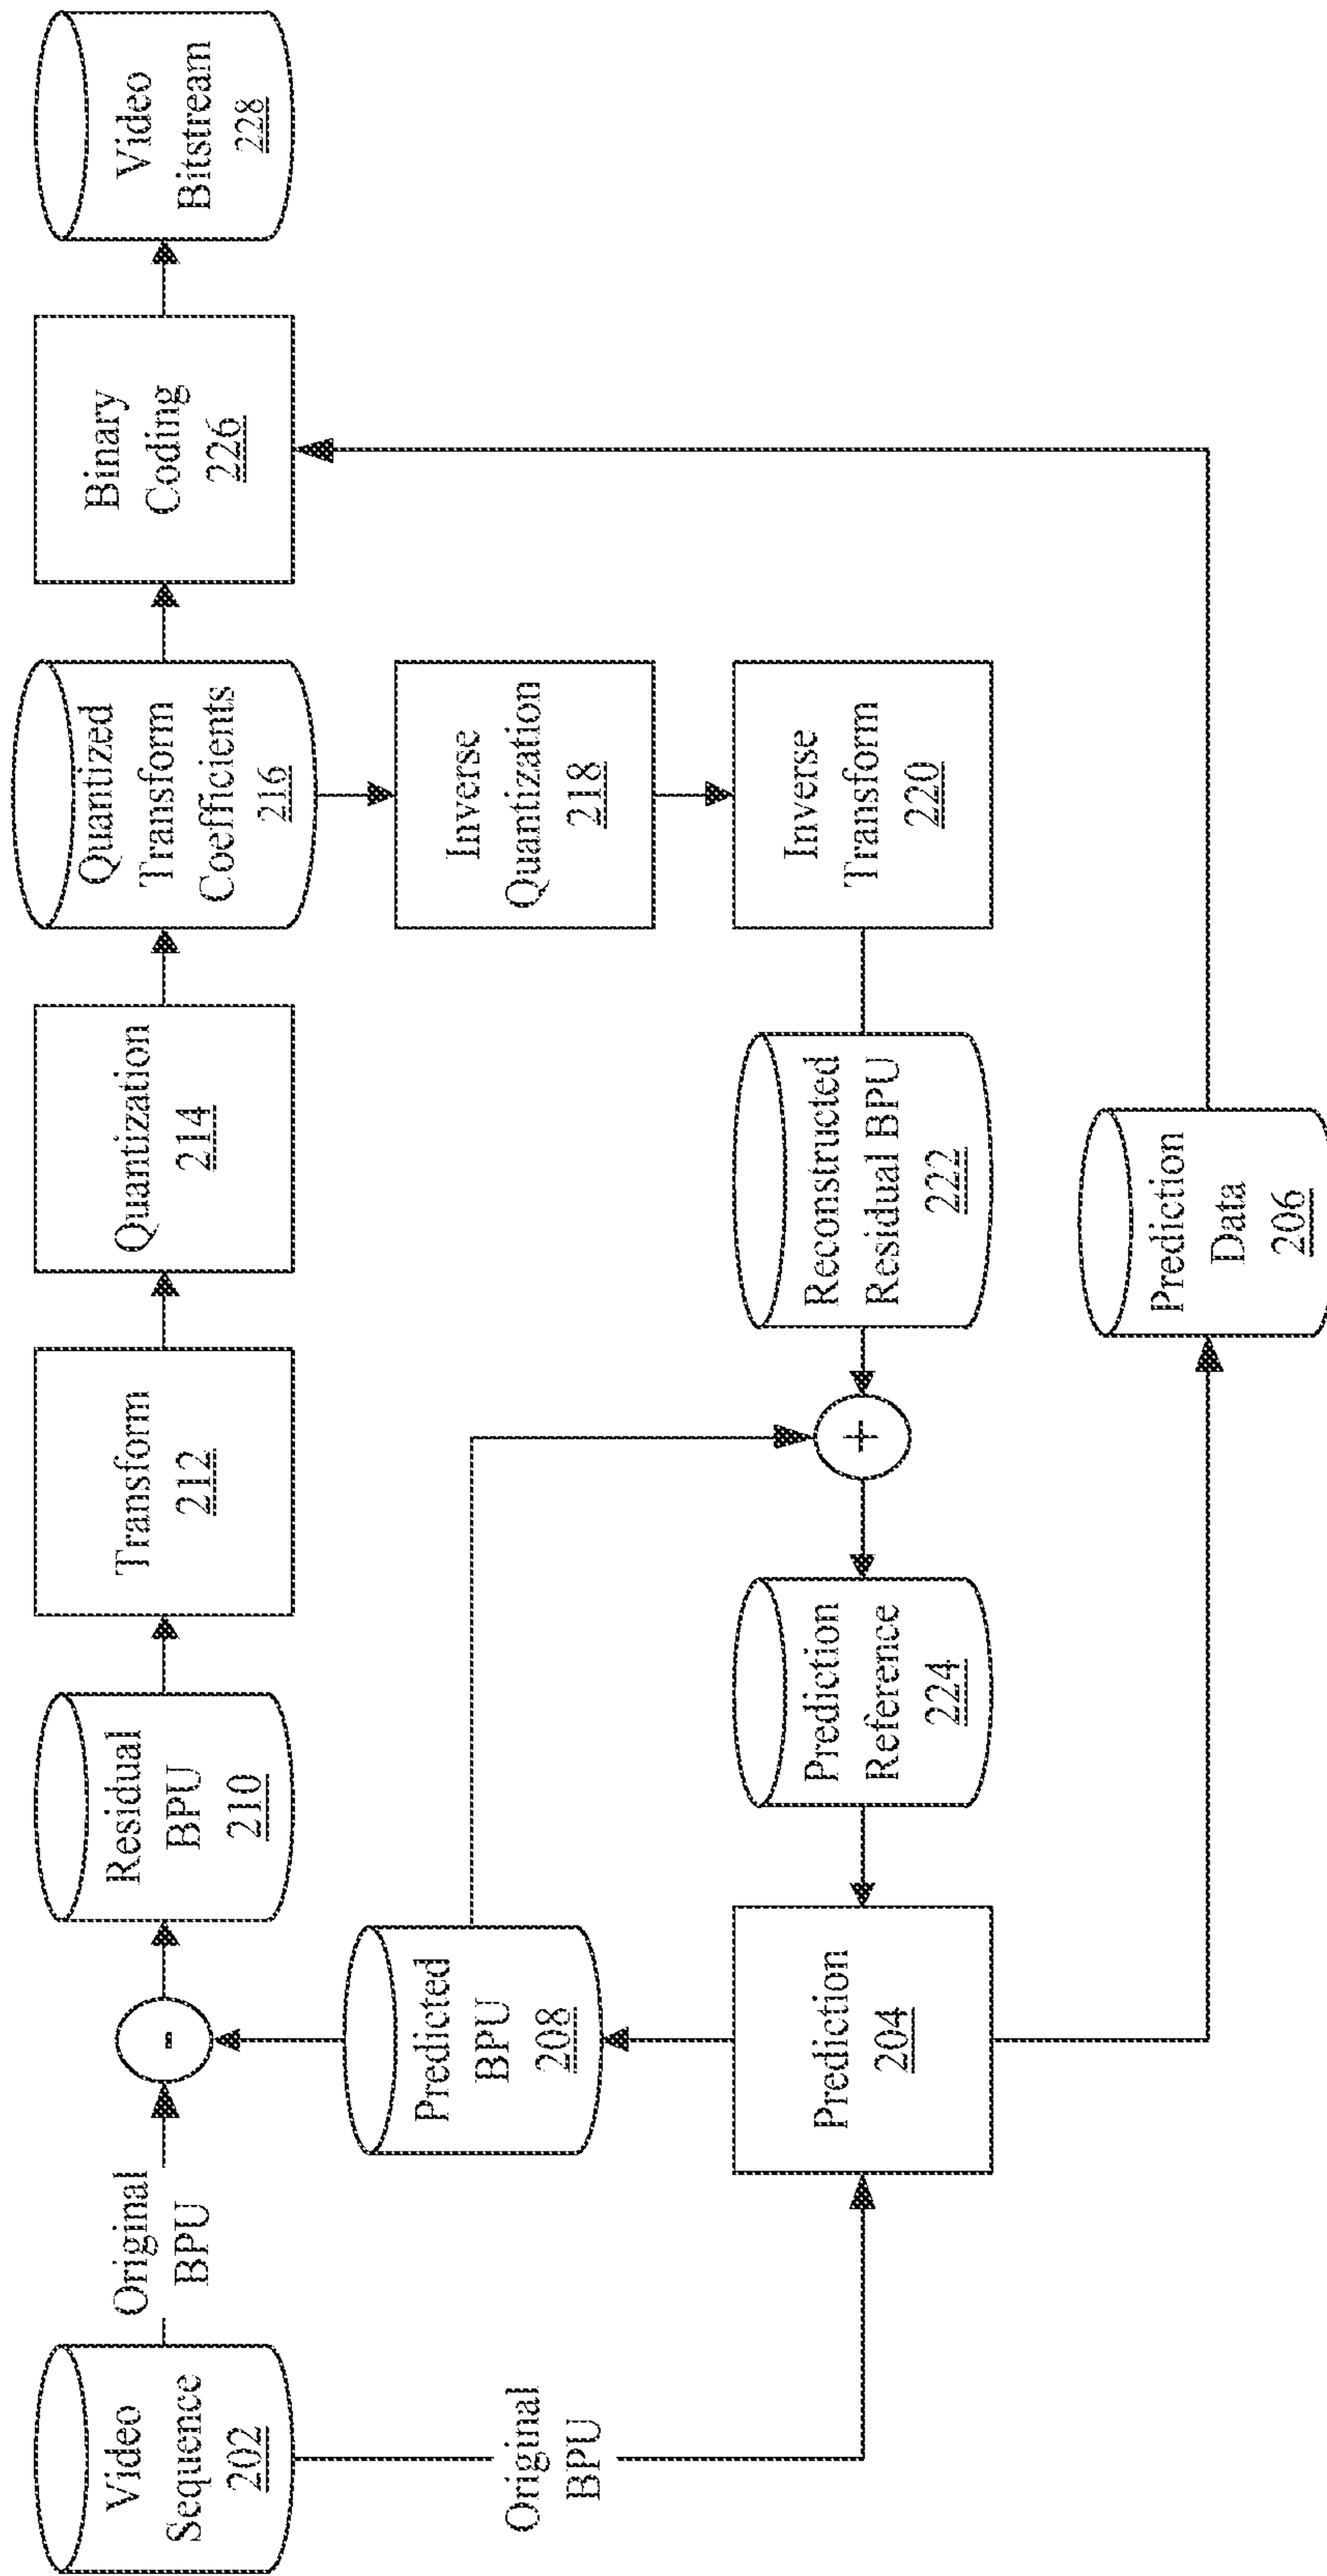 Video
Sequence
202
Original
BPU
-
Residual
BPU
210
Transform
212
Quantization
214
Quantized
Transform
Coefficients
216
Binary
Coding
226
Video
Bitstream
228
Original
BPU
Predicted
BPU
208
Inverse
Quantization
218
Prediction
204
Prediction
Reference
224
+
Reconstructed
Residual BPU
222
Inverse
Transform
220
Prediction
Data
206